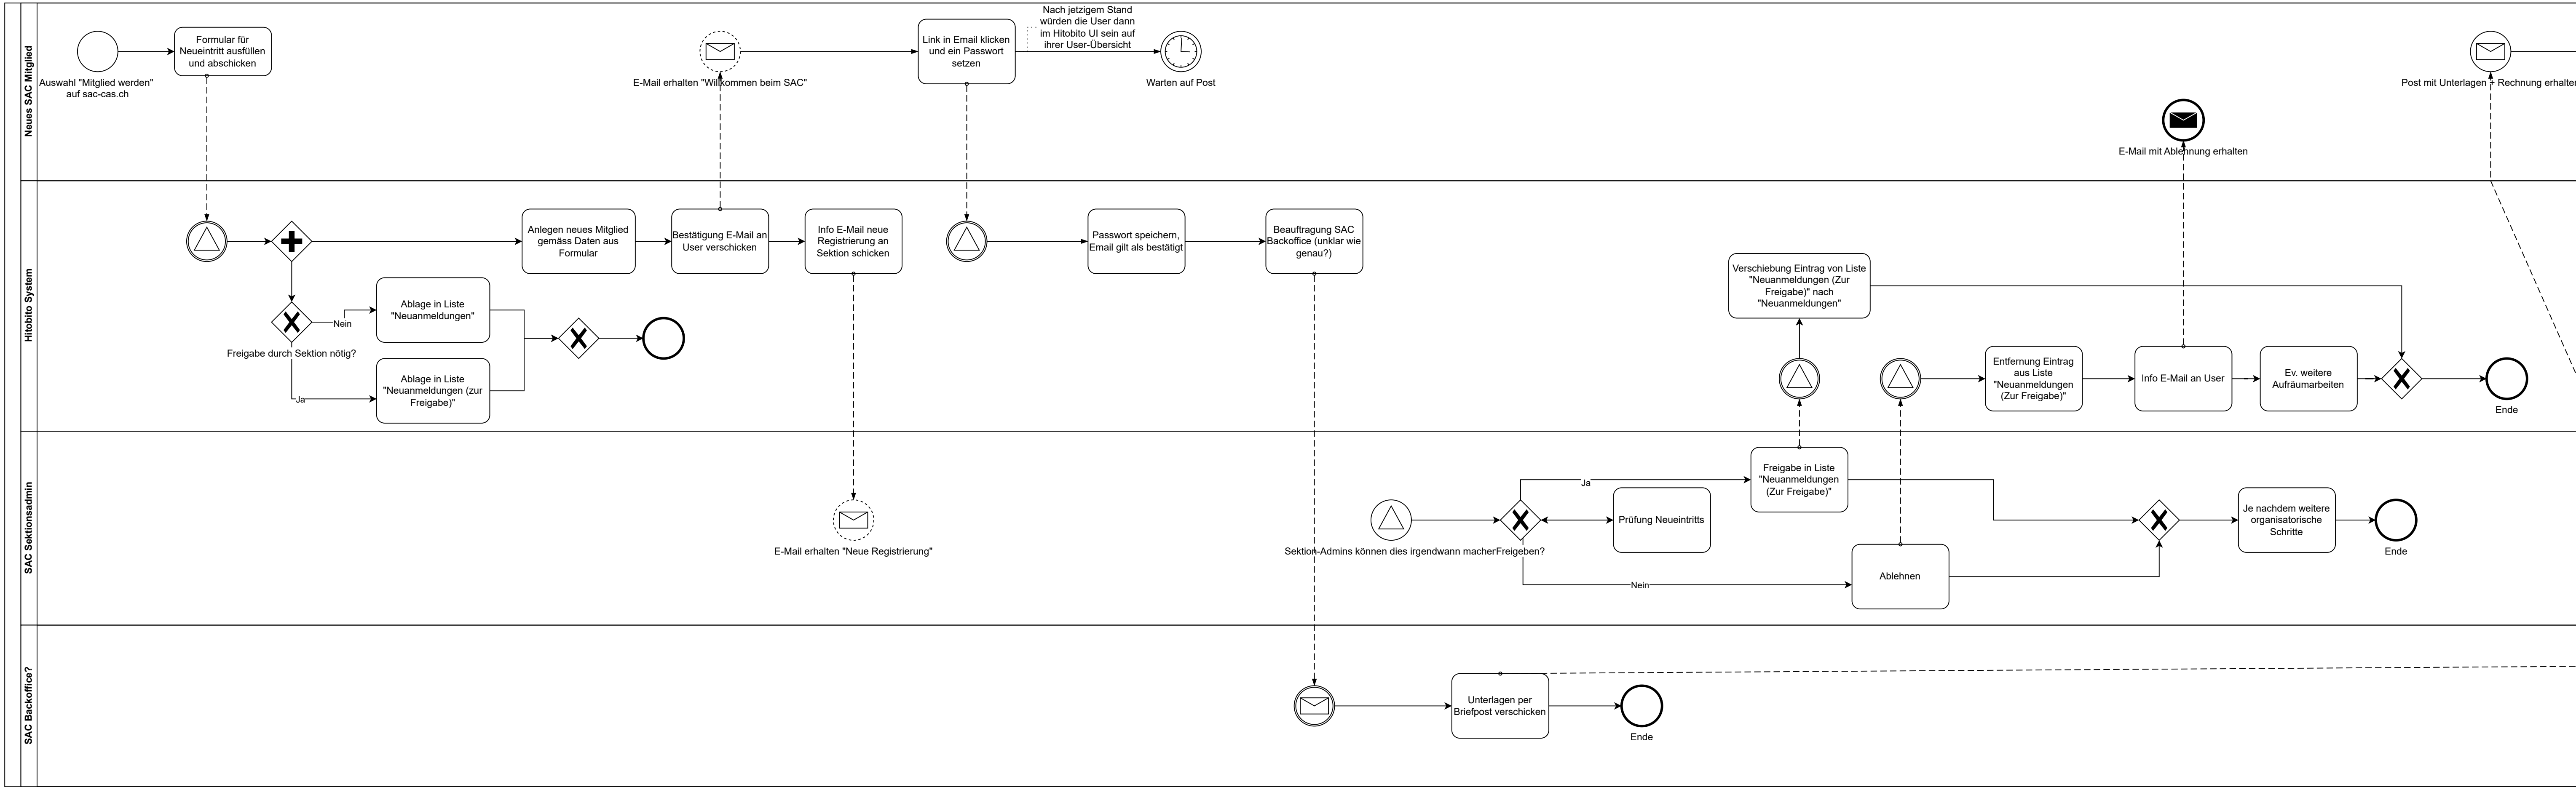 Neues SAC Mitglied
Auswahl "Mitglied werden"
auf sac-cas.ch
Formular für
Neueintritt ausfüllen
und abschicken
E-Mail erhalten "Willkommen beim SAC"
Link in Email klicken
und ein Passwort
setzen
Nach jetzigem Stand
würden die User dann
im Hitobito UI sein auf
ihrer User-Übersicht
Warten auf Post
E-Mail mit Ablehnung erhalten
Post mit Unterlagen + Rechnung erhalten
Hitobito System
Freigabe durch Sektion nötig?
Nein
Ja
Ablage in Liste
"Neuanmeldungen"
Ablage in Liste
"Neuanmeldungen (zur
Freigabe)"
Anlegen neues Mitglied
gemäss Daten aus
Formular
Bestätigung E-Mail an
User verschicken
Info E-Mail neue
Registrierung an
Sektion schicken
Passwort speichern,
Email gilt als bestätigt
Beauftragung SAC
Backoffice (unklar wie
genau?)
Verschiebung Eintrag von Liste
"Neuanmeldungen (Zur
Freigabe)" nach
"Neuanmeldungen"
Entfernung Eintrag
aus Liste
"Neuanmeldungen
(Zur Freigabe)"
Info E-Mail an User
Ev. weitere
Aufräumarbeiten
Ende
SAC Sektionsadmin
E-Mail erhalten "Neue Registrierung"
Sektion-Admins können dies irgendwann machen
Freigeben?
Ja
Nein
Prüfung Neueintritts
Freigabe in Liste
"Neuanmeldungen
(Zur Freigabe)"
Ablehnen
Je nachdem weitere
organisatorische
Schritte
Ende
SAC Backoffice?
Unterlagen per
Briefpost verschicken
Ende